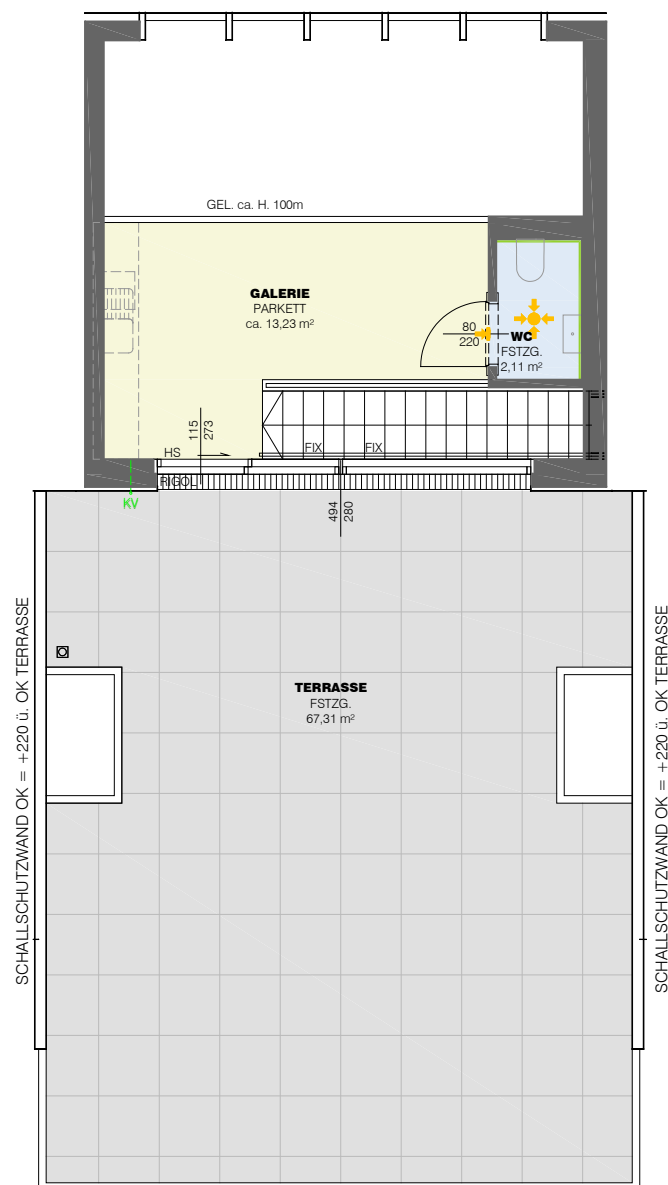 GEL. ca. H. 100m
GALERIE
PARKETT
ca. 13,23 m²
80
220
WC
FSTZG.
2,11 m²
115
273
HS
FIX
FIX
RIGOL
KV
494
280
SCHALLSCHUTZWAND OK = +220 ü. OK TERRASSE
TERRASSE
FSTZG.
67,31 m²
SCHALLSCHUTZWAND OK = +220 ü. OK TERRASSE